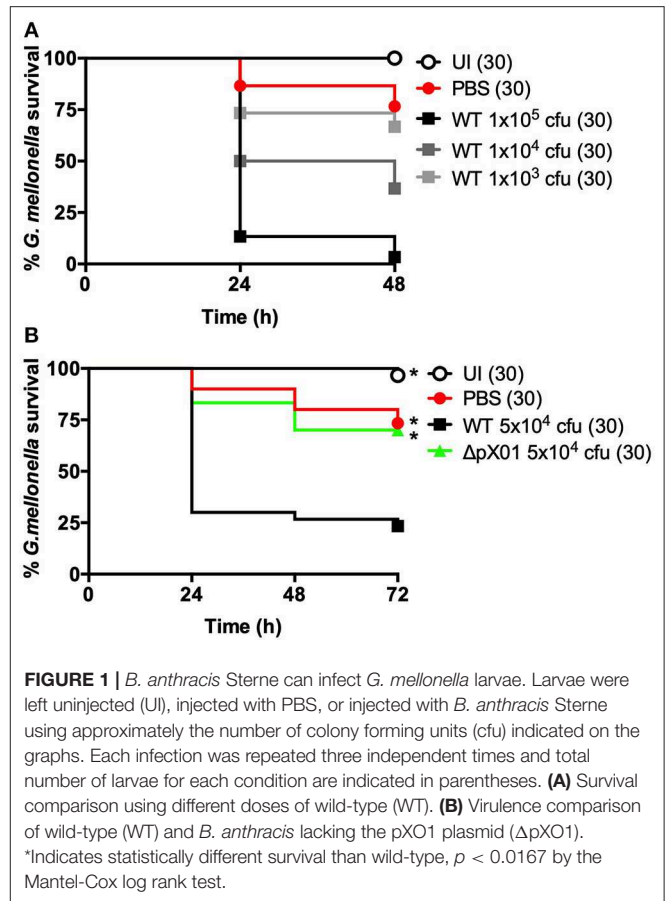 A
% G. mellonella survival
100
75
50
25
0
0
24
48
Time (h)
UI (30)
PBS (30)
WT 1x10⁵ cfu (30)
WT 1x10⁴ cfu (30)
WT 1x10³ cfu (30)
B
% G.mellonella survival
100
75
50
25
0
0
24
48
72
Time (h)
*
*
*
UI (30)
PBS (30)
WT 5x10⁴ cfu (30)
ΔpX01 5x10⁴ cfu (30)
FIGURE 1 | B. anthracis Sterne can infect G. mellonella larvae. Larvae were
left uninjected (UI), injected with PBS, or injected with B. anthracis Sterne
using approximately the number of colony forming units (cfu) indicated on the
graphs. Each infection was repeated three independent times and total
number of larvae for each condition are indicated in parentheses. (A) Survival
comparison using different doses of wild-type (WT). (B) Virulence comparison
of wild-type (WT) and B. anthracis lacking the pXO1 plasmid (ΔpXO1).
*Indicates statistically different survival than wild-type, p < 0.0167 by the
Mantel-Cox log rank test.